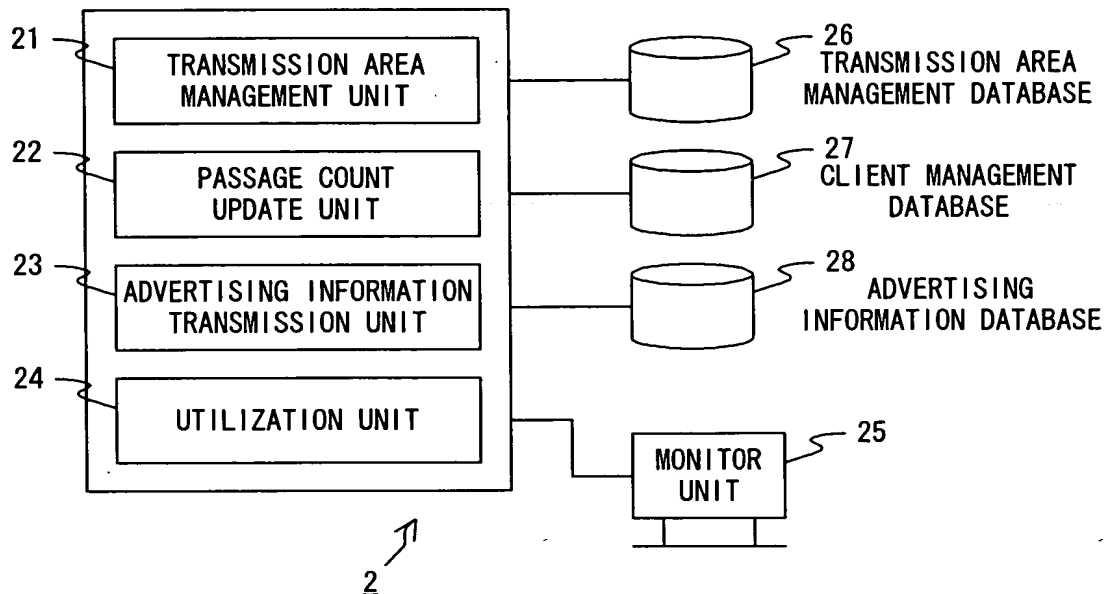 21
TRANSMISSION AREA
MANAGEMENT UNIT
22
PASSAGE COUNT
UPDATE UNIT
23
ADVERTISING INFORMATION
TRANSMISSION UNIT
24
UTILIZATION UNIT
26
TRANSMISSION AREA
MANAGEMENT DATABASE
27
CLIENT MANAGEMENT
DATABASE
28
ADVERTISING
INFORMATION DATABASE
25
MONITOR
UNIT
2